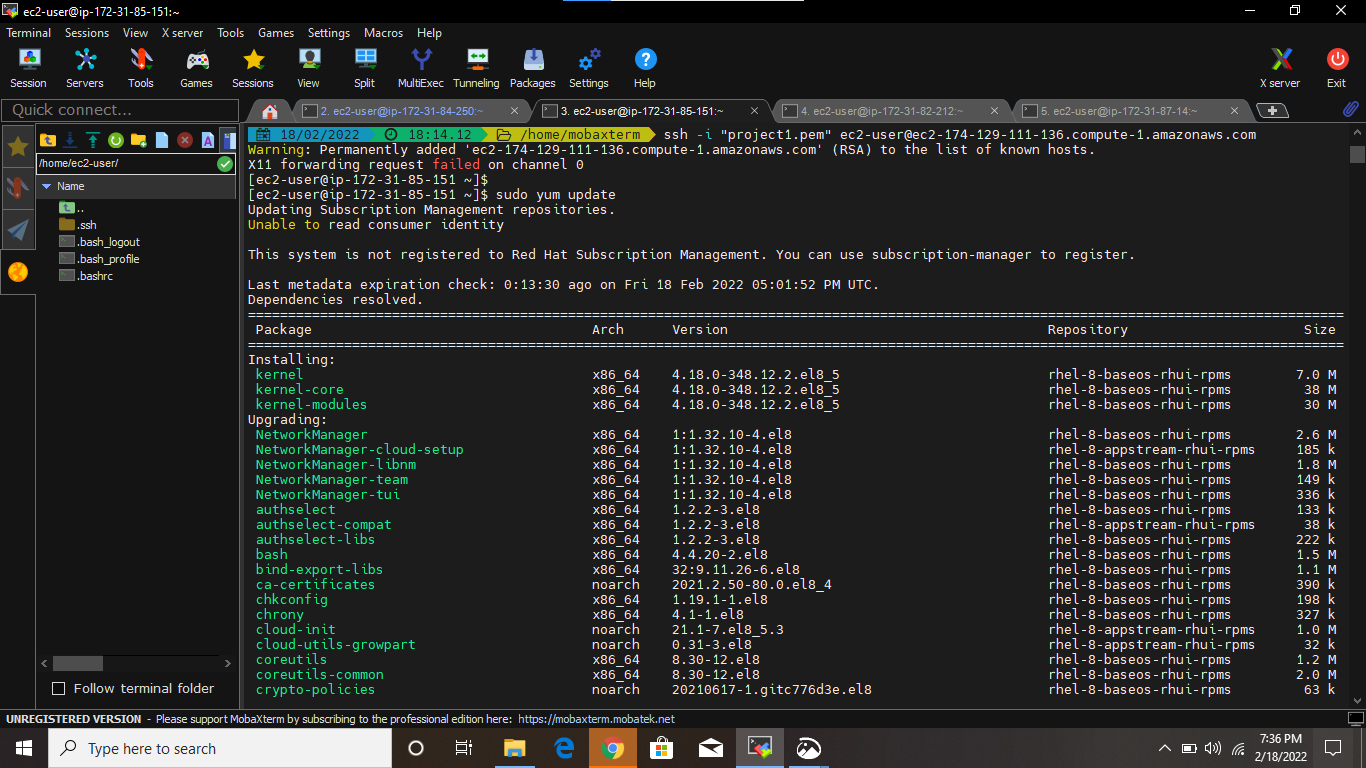 ec2-user@ip-172-31-85-151:~
Terminal Sessions View X server Tools Games Settings Macros Help
Session Servers Tools Games Sessions View Split MultiExec Tunneling Packages Settings Help X server Exit
Quick connect...
2. ec2-user@ip-172-31-84-250:~
3. ec2-user@ip-172-31-85-151:~
4. ec2-user@ip-172-31-82-212:~
5. ec2-user@ip-172-31-87-14:~
/home/ec2-user/
Name
..
.ssh
.bash_logout
.bash_profile
.bashrc
Follow terminal folder
18/02/2022 18:14.12 /home/mobaxterm ssh -i "project1.pem" ec2-user@ec2-174-129-111-136.compute-1.amazonaws.com
Warning: Permanently added 'ec2-174-129-111-136.compute-1.amazonaws.com' (RSA) to the list of known hosts.
X11 forwarding request failed on channel 0
[ec2-user@ip-172-31-85-151 ~]$
[ec2-user@ip-172-31-85-151 ~]$ sudo yum update
Updating Subscription Management repositories.
Unable to read consumer identity
This system is not registered to Red Hat Subscription Management. You can use subscription-manager to register.
Last metadata expiration check: 0:13:30 ago on Fri 18 Feb 2022 05:01:52 PM UTC.
Dependencies resolved.
Package Arch Version Repository Size
Installing:
kernel x86_64 4.18.0-348.12.2.el8_5 rhel-8-baseos-rhui-rpms 7.0 M
kernel-core x86_64 4.18.0-348.12.2.el8_5 rhel-8-baseos-rhui-rpms 38 M
kernel-modules x86_64 4.18.0-348.12.2.el8_5 rhel-8-baseos-rhui-rpms 30 M
Upgrading:
NetworkManager x86_64 1:1.32.10-4.el8 rhel-8-baseos-rhui-rpms 2.6 M
NetworkManager-cloud-setup x86_64 1:1.32.10-4.el8 rhel-8-appstream-rhui-rpms 185 k
NetworkManager-libnm x86_64 1:1.32.10-4.el8 rhel-8-baseos-rhui-rpms 1.8 M
NetworkManager-team x86_64 1:1.32.10-4.el8 rhel-8-baseos-rhui-rpms 149 k
NetworkManager-tui x86_64 1:1.32.10-4.el8 rhel-8-baseos-rhui-rpms 336 k
authselect x86_64 1.2.2-3.el8 rhel-8-baseos-rhui-rpms 133 k
authselect-compat x86_64 1.2.2-3.el8 rhel-8-appstream-rhui-rpms 38 k
authselect-libs x86_64 1.2.2-3.el8 rhel-8-baseos-rhui-rpms 222 k
bash x86_64 4.4.20-2.el8 rhel-8-baseos-rhui-rpms 1.5 M
bind-export-libs x86_64 32:9.11.26-6.el8 rhel-8-baseos-rhui-rpms 1.1 M
ca-certificates noarch 2021.2.50-80.0.el8_4 rhel-8-baseos-rhui-rpms 390 k
chkconfig x86_64 1.19.1-1.el8 rhel-8-baseos-rhui-rpms 198 k
chrony x86_64 4.1-1.el8 rhel-8-baseos-rhui-rpms 327 k
cloud-init noarch 21.1-7.el8_5.3 rhel-8-appstream-rhui-rpms 1.0 M
cloud-utils-growpart noarch 0.31-3.el8 rhel-8-appstream-rhui-rpms 32 k
coreutils x86_64 8.30-12.el8 rhel-8-baseos-rhui-rpms 1.2 M
coreutils-common x86_64 8.30-12.el8 rhel-8-baseos-rhui-rpms 2.0 M
crypto-policies noarch 20210617-1.gitc776d3e.el8 rhel-8-baseos-rhui-rpms 63 k
UNREGISTERED VERSION - Please support MobaXterm by subscribing to the professional edition here: https://mobaxterm.mobatek.net
Type here to search
7:36 PM
2/18/2022